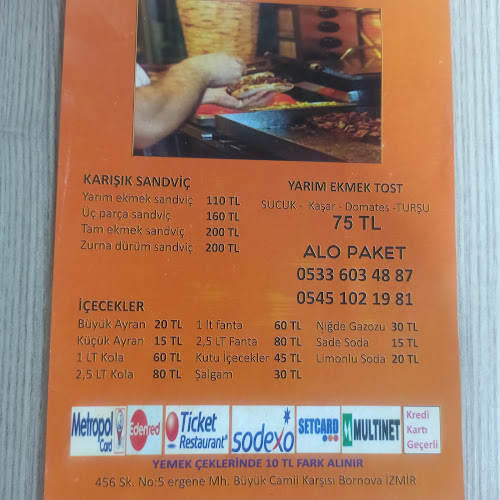 KARIŞIK SANDVİÇ
Yarım ekmek sandviç 110 TL
Üç parça sandviç 160 TL
Tam ekmek sandviç 200 TL
Zurna dürüm sandviç 200 TL
YARIM EKMEK TOST
SUCUK - Kaşar - Domates -TURŞU
75 TL
ALO PAKET
0533 603 48 87
0545 102 19 81
İÇECEKLER
Büyük Ayran 20 TL
Küçük Ayran 15 TL
1 LT Kola 60 TL
2,5 LT Kola 80 TL
1 lt fanta 60 TL
2,5 LT Fanta 80 TL
Kutu İçecekler 45 TL
Şalgam 30 TL
Niğde Gazozu 30 TL
Sade Soda 15 TL
Limonlu Soda 20 TL
Metropol Card
Edenred
Ticket Restaurant
sodexo
SETCARD
MULTINET
Kredi
Kartı
Geçerli
YEMEK ÇEKLERİNDE 10 TL FARK ALINIR
456 Sk. No:5 ergene Mh. Büyük Camii Karşısı Bornova İZMİR